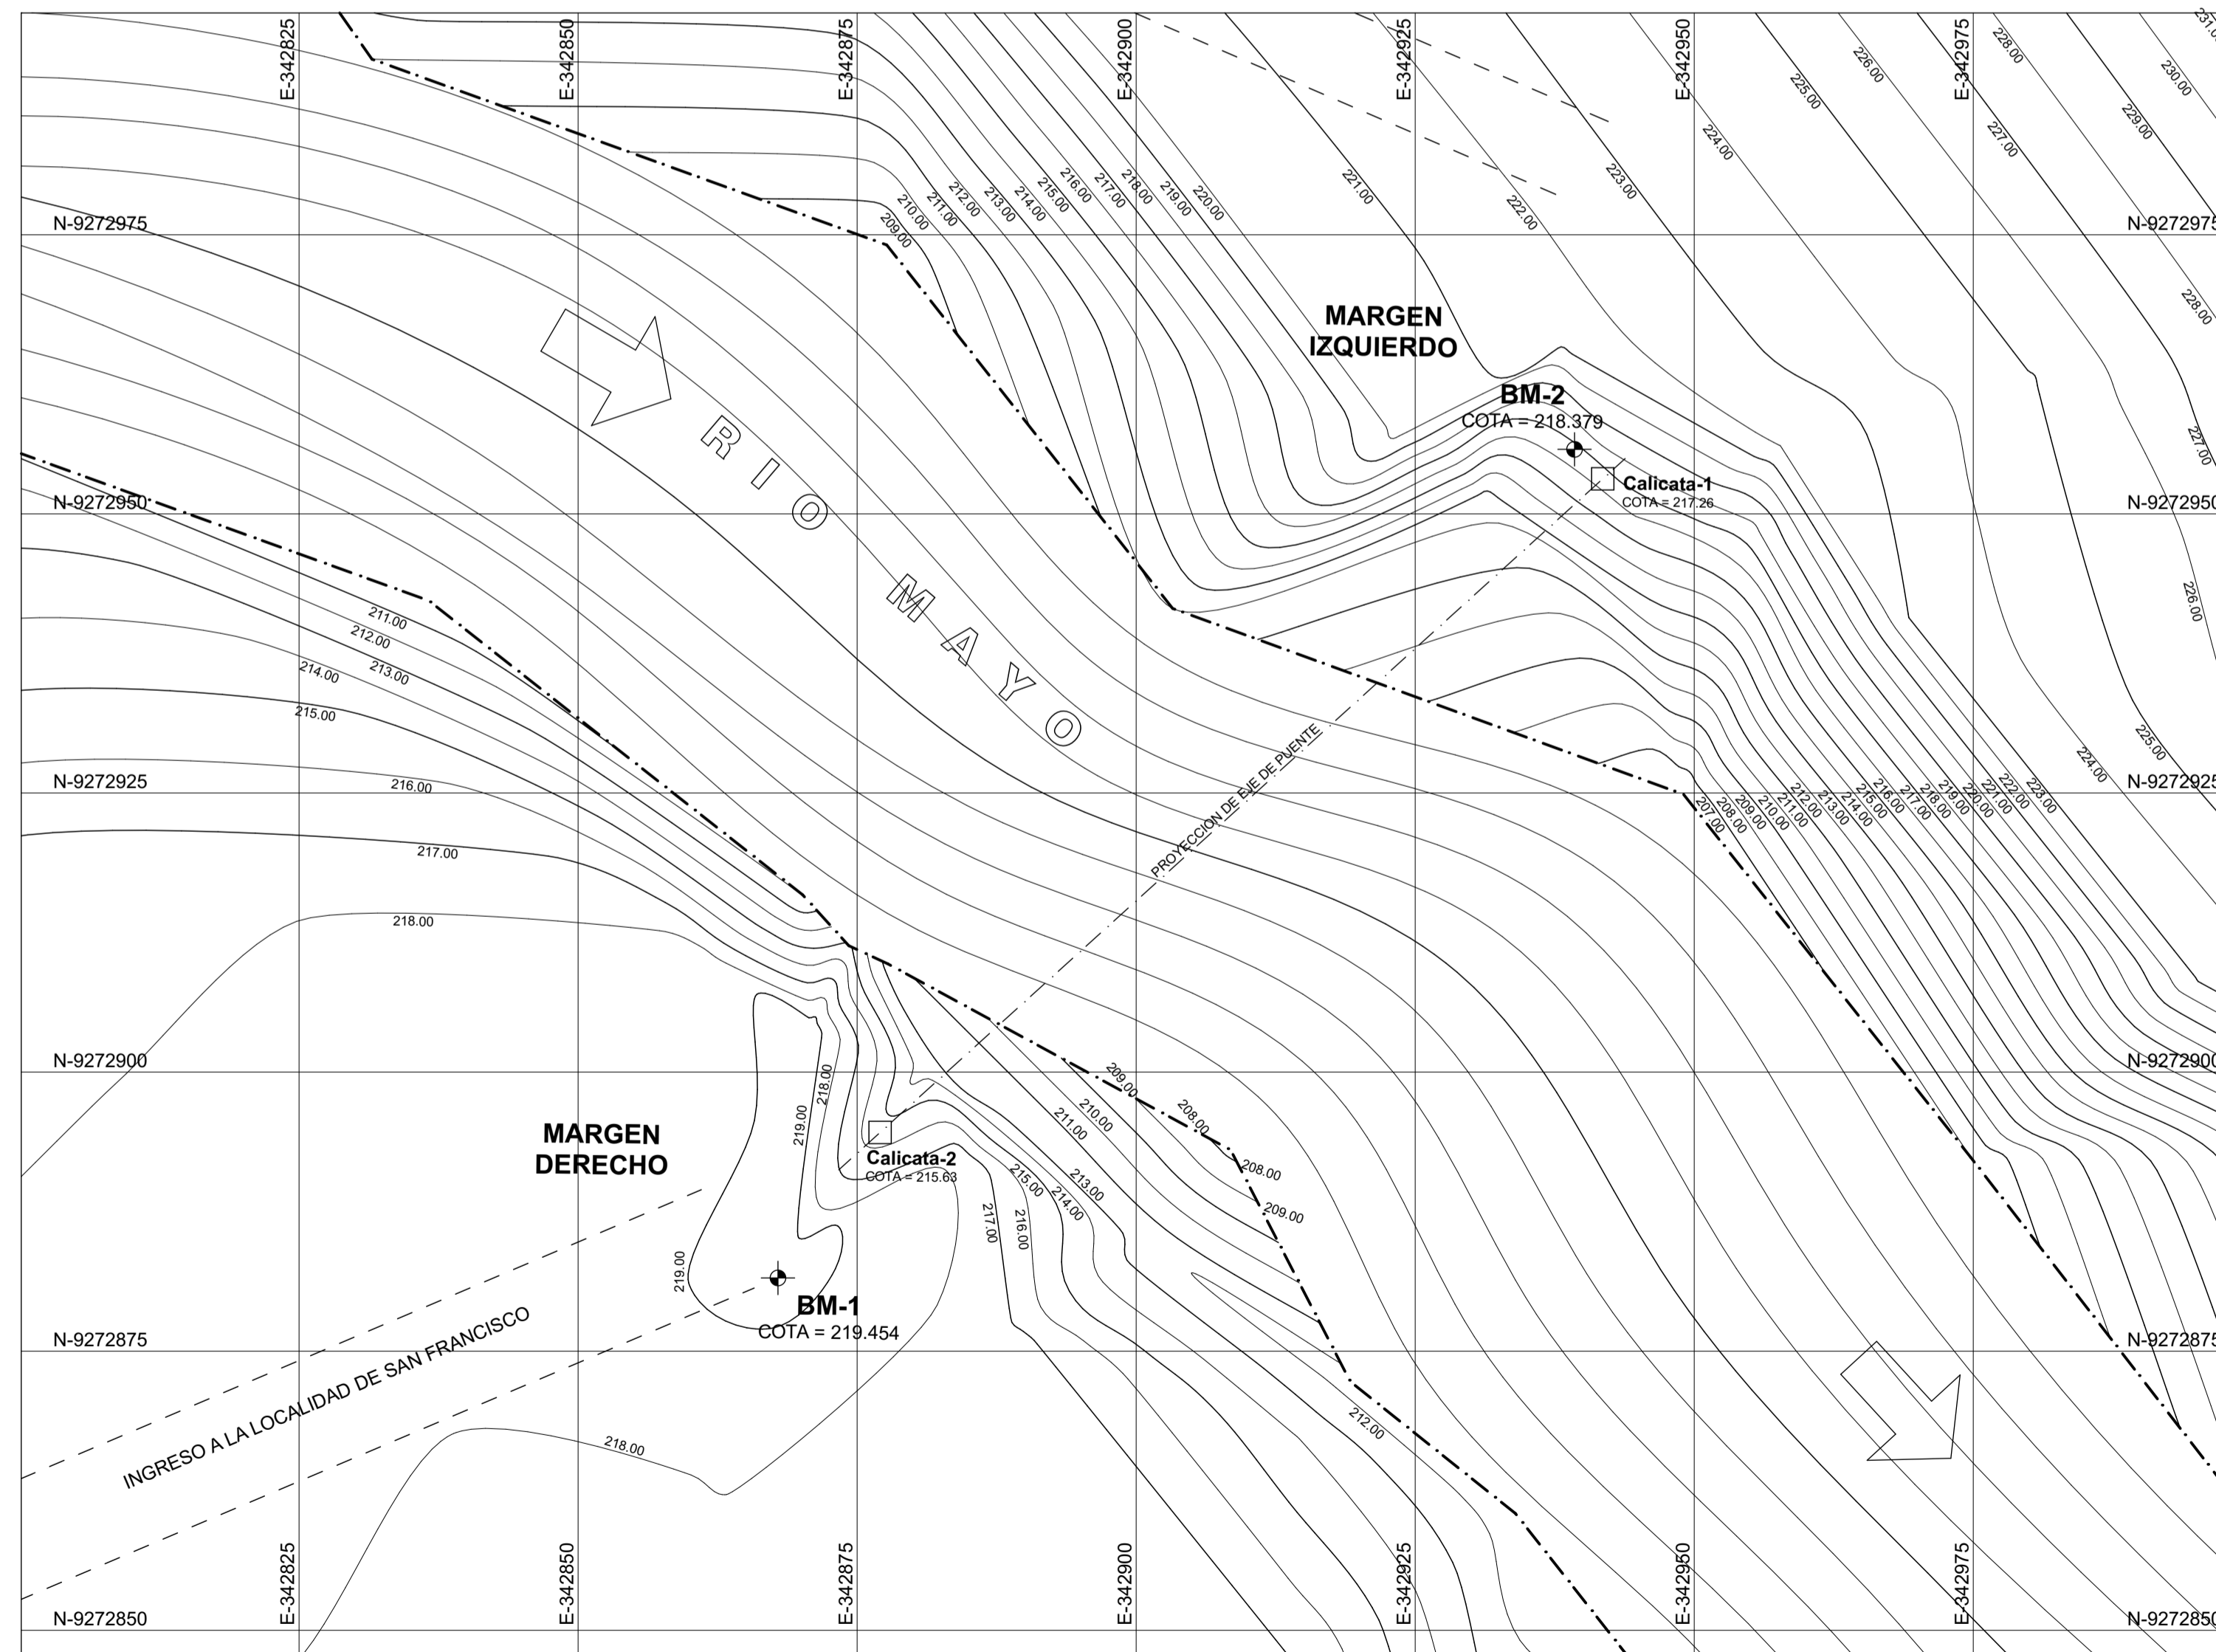 E-342825
E-342850
E-342875
E-342900
E-342925
E-342950
E-342975
231.0
228.00
226.00
225.00
230.00
229.00
227.00
224.00
223.00
222.00
221.00
220.00
219.00
218.00
217.00
216.00
215.00
214.00
213.00
212.00
211.00
210.00
209.00
N-9272975
N-9272975
228.00
MARGEN
IZQUIERDO
BM-2
COTA = 218.379
227.00
Calicata-1
COTA = 217.26
N-9272950
N-9272950
RIO MAYO
226.00
211.00
212.00
213.00
214.00
215.00
225.00
224.00
PROYECCION DE EJE DE PUENTE
N-9272925
N-9272925
216.00
207.00
208.00
209.00
210.00
211.00
212.00
213.00
214.00
215.00
216.00
217.00
218.00
219.00
220.00
221.00
222.00
223.00
217.00
218.00
N-9272900
N-9272900
218.00
219.00
209.00
208.00
210.00
211.00
MARGEN
DERECHO
Calicata-2
COTA = 215.63
208.00
209.00
213.00
214.00
215.00
216.00
217.00
219.00
BM-1
COTA = 219.454
N-9272875
N-9272875
INGRESO A LA LOCALIDAD DE SAN FRANCISCO
212.00
218.00
E-342825
E-342850
E-342875
E-342900
E-342925
E-342950
E-342975
N-9272850
N-9272850